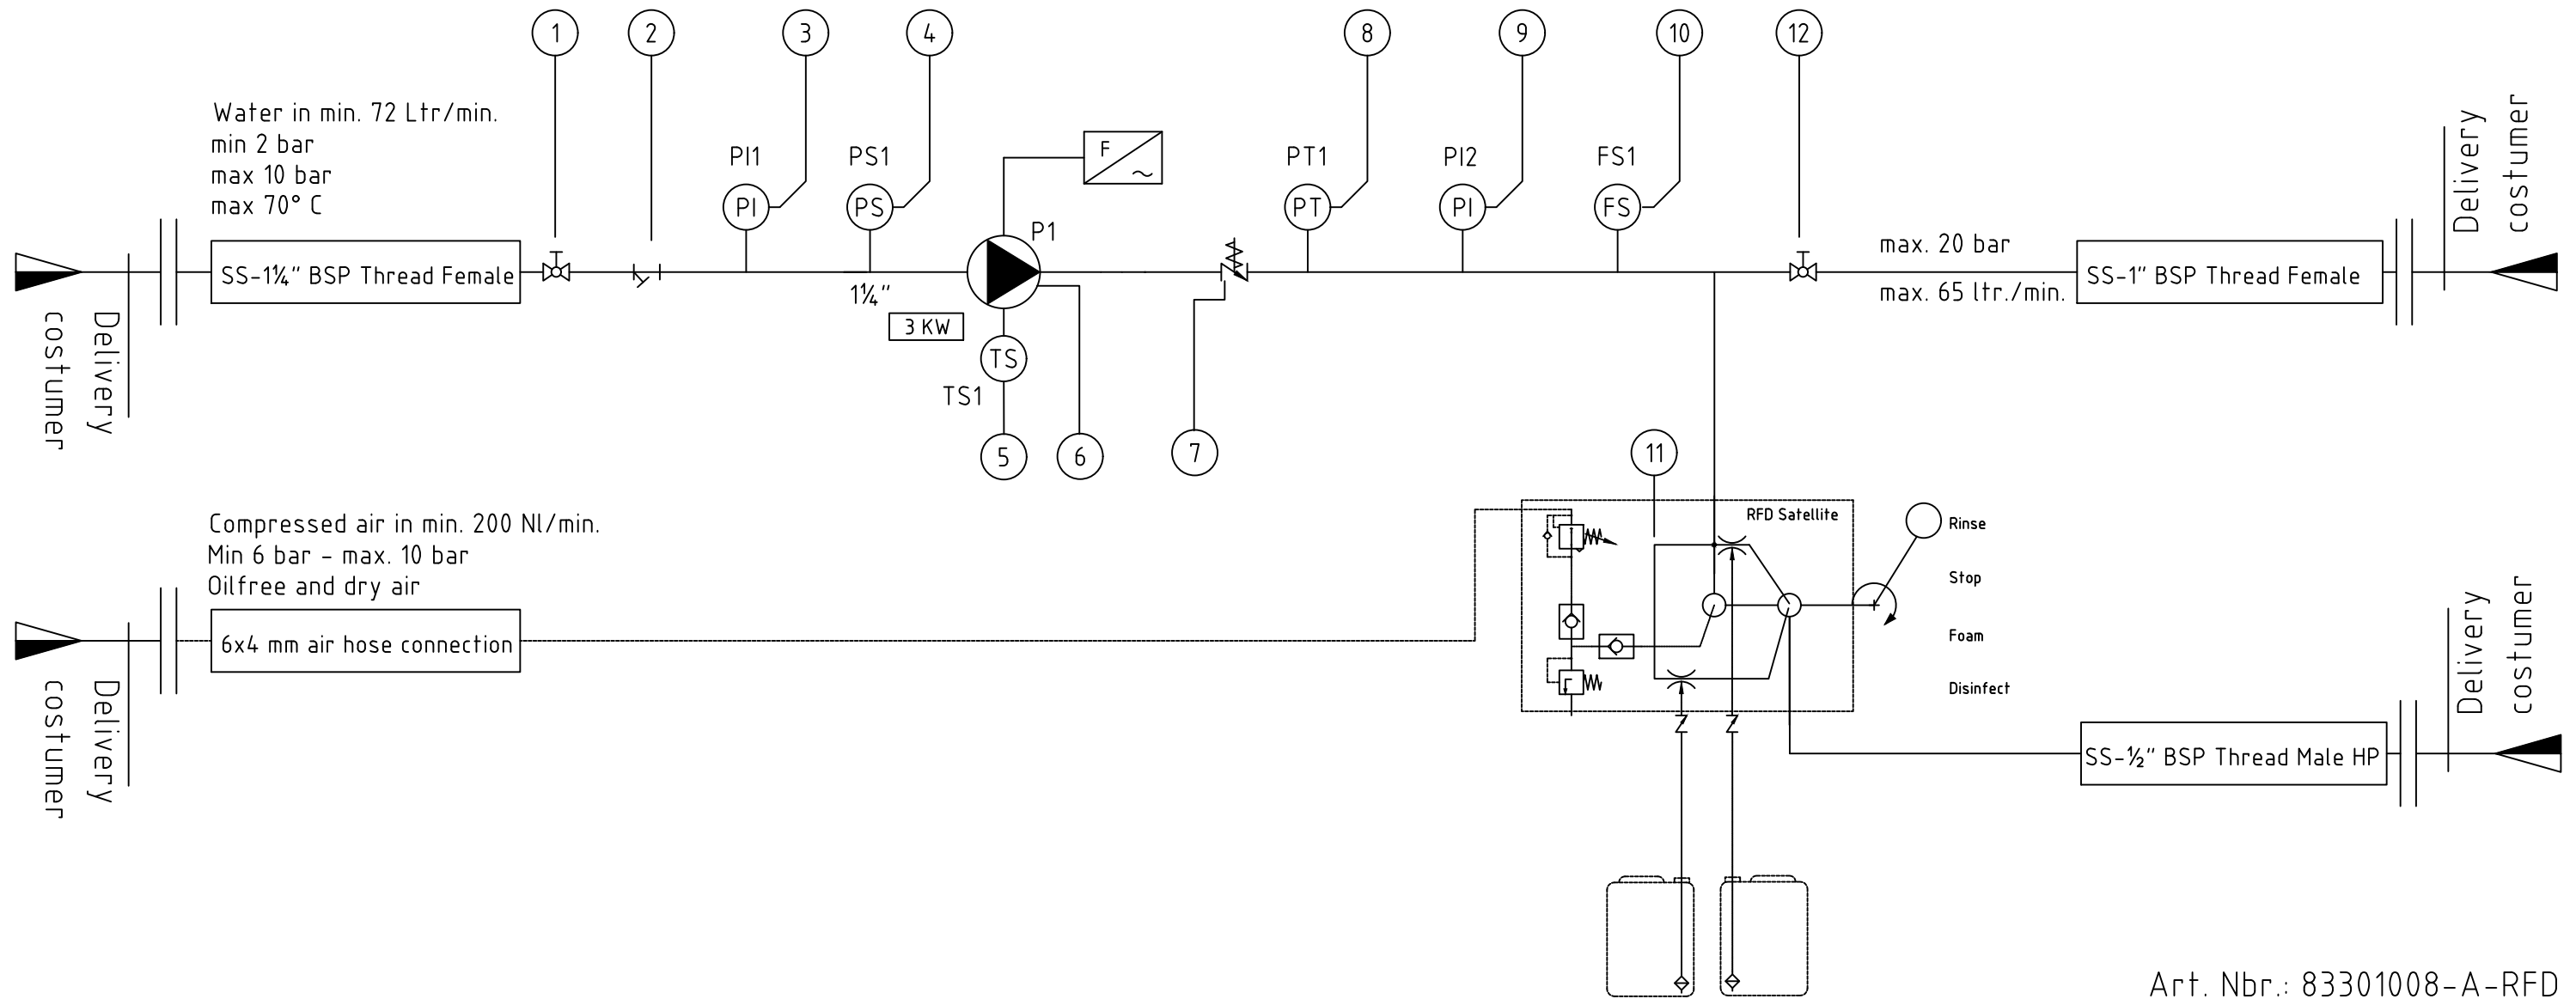 1
2
3
4
8
9
10
12
Water in min. 72 Ltr/min.
min 2 bar
max 10 bar
max 70° C
PI1
PS1
F
~
PT1
PI2
FS1
PI
PS
PT
PI
FS
P1
SS-1¼" BSP Thread Female
1¼"
3 KW
TS
TS1
5
6
7
11
max. 20 bar
max. 65 ltr./min.
SS-1" BSP Thread Female
Delivery
costumer
Delivery
costumer
Compressed air in min. 200 Nl/min.
Min 6 bar - max. 10 bar
Oilfree and dry air
6x4 mm air hose connection
Delivery
costumer
RFD Satellite
Rinse
Stop
Foam
Disinfect
Delivery
costumer
SS-½" BSP Thread Male HP
Art. Nbr.: 83301008-A-RFD